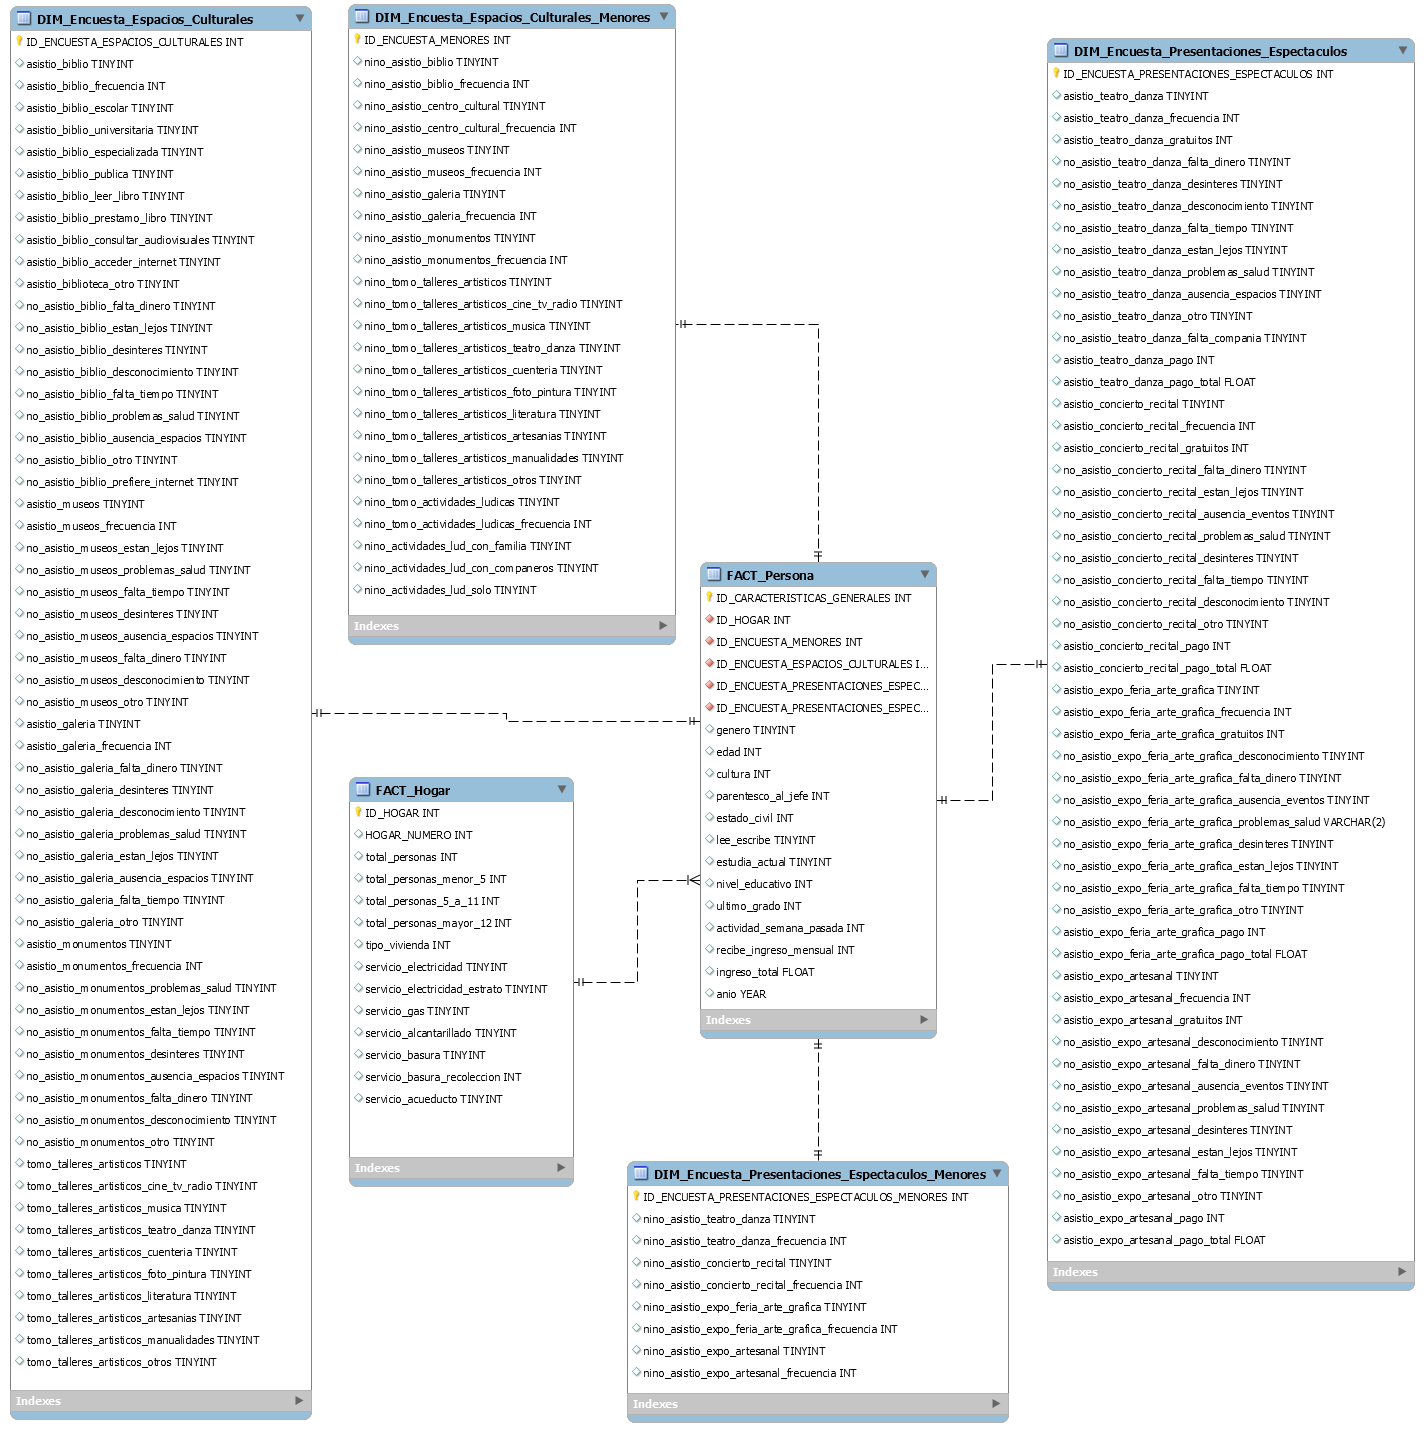 DIM_Encuesta_Espacios_Culturales
ID_ENCUESTA_ESPACIOS_CULTURALES INT
asistio_biblio TINYINT
asistio_biblio_frecuencia INT
asistio_biblio_escolar TINYINT
asistio_biblio_universitaria TINYINT
asistio_biblio_especializada TINYINT
asistio_biblio_publica TINYINT
asistio_biblio_leer_libro TINYINT
asistio_biblio_prestamo_libro TINYINT
asistio_biblio_consultar_audiovisuales TINYINT
asistio_biblio_acceder_internet TINYINT
asistio_biblioteca_otro TINYINT
no_asistio_biblio_falta_dinero TINYINT
no_asistio_biblio_estan_lejos TINYINT
no_asistio_biblio_desinteres TINYINT
no_asistio_biblio_desconocimiento TINYINT
no_asistio_biblio_falta_tiempo TINYINT
no_asistio_biblio_problemas_salud TINYINT
no_asistio_biblio_ausencia_espacios TINYINT
no_asistio_biblio_otro TINYINT
no_asistio_biblio_prefiere_internet TINYINT
asistio_museos TINYINT
asistio_museos_frecuencia INT
no_asistio_museos_estan_lejos TINYINT
no_asistio_museos_problemas_salud TINYINT
no_asistio_museos_falta_tiempo TINYINT
no_asistio_museos_desinteres TINYINT
no_asistio_museos_ausencia_espacios TINYINT
no_asistio_museos_falta_dinero TINYINT
no_asistio_museos_desconocimiento TINYINT
no_asistio_museos_otro TINYINT
asistio_galeria TINYINT
asistio_galeria_frecuencia INT
no_asistio_galeria_falta_dinero TINYINT
no_asistio_galeria_desinteres TINYINT
no_asistio_galeria_desconocimiento TINYINT
no_asistio_galeria_problemas_salud TINYINT
no_asistio_galeria_estan_lejos TINYINT
no_asistio_galeria_ausencia_espacios TINYINT
no_asistio_galeria_falta_tiempo TINYINT
no_asistio_galeria_otro TINYINT
asistio_monumentos TINYINT
asistio_monumentos_frecuencia INT
no_asistio_monumentos_problemas_salud TINYINT
no_asistio_monumentos_estan_lejos TINYINT
no_asistio_monumentos_falta_tiempo TINYINT
no_asistio_monumentos_desinteres TINYINT
no_asistio_monumentos_ausencia_espacios TINYINT
no_asistio_monumentos_falta_dinero TINYINT
no_asistio_monumentos_desconocimiento TINYINT
no_asistio_monumentos_otro TINYINT
tomo_talleres_artisticos TINYINT
tomo_talleres_artisticos_cine_tv_radio TINYINT
tomo_talleres_artisticos_musica TINYINT
tomo_talleres_artisticos_teatro_danza TINYINT
tomo_talleres_artisticos_cuenteria TINYINT
tomo_talleres_artisticos_foto_pintura TINYINT
tomo_talleres_artisticos_literatura TINYINT
tomo_talleres_artisticos_artesanias TINYINT
tomo_talleres_artisticos_manualidades TINYINT
tomo_talleres_artisticos_otros TINYINT
Indexes
DIM_Encuesta_Espacios_Culturales_Menores
ID_ENCUESTA_MENORES INT
nino_asistio_biblio TINYINT
nino_asistio_biblio_frecuencia INT
nino_asistio_centro_cultural TINYINT
nino_asistio_centro_cultural_frecuencia INT
nino_asistio_museos TINYINT
nino_asistio_museos_frecuencia INT
nino_asistio_galeria TINYINT
nino_asistio_galeria_frecuencia INT
nino_asistio_monumentos TINYINT
nino_asistio_monumentos_frecuencia INT
nino_tomo_talleres_artisticos TINYINT
nino_tomo_talleres_artisticos_cine_tv_radio TINYINT
nino_tomo_talleres_artisticos_musica TINYINT
nino_tomo_talleres_artisticos_teatro_danza TINYINT
nino_tomo_talleres_artisticos_cuenteria TINYINT
nino_tomo_talleres_artisticos_foto_pintura TINYINT
nino_tomo_talleres_artisticos_literatura TINYINT
nino_tomo_talleres_artisticos_artesanias TINYINT
nino_tomo_talleres_artisticos_manualidades TINYINT
nino_tomo_talleres_artisticos_otros TINYINT
nino_tomo_actividades_ludicas TINYINT
nino_tomo_actividades_ludicas_frecuencia INT
nino_actividades_lud_con_familia TINYINT
nino_actividades_lud_con_companeros TINYINT
nino_actividades_lud_solo TINYINT
Indexes
FACT_Hogar
ID_HOGAR INT
HOGAR_NUMERO INT
total_personas INT
total_personas_menor_5 INT
total_personas_5_a_11 INT
total_personas_mayor_12 INT
tipo_vivienda INT
servicio_electricidad TINYINT
servicio_electricidad_estrato TINYINT
servicio_gas TINYINT
servicio_alcantarillado TINYINT
servicio_basura TINYINT
servicio_basura_recoleccion INT
servicio_acueducto TINYINT
Indexes
FACT_Persona
ID_CARACTERISTICAS_GENERALES INT
ID_HOGAR INT
ID_ENCUESTA_MENORES INT
ID_ENCUESTA_ESPACIOS_CULTURALES I...
ID_ENCUESTA_PRESENTACIONES_ESPEC...
ID_ENCUESTA_PRESENTACIONES_ESPEC...
genero TINYINT
edad INT
cultura INT
parentesco_al_jefe INT
estado_civil INT
lee_escribe TINYINT
estudia_actual TINYINT
nivel_educativo INT
ultimo_grado INT
actividad_semana_pasada INT
recibe_ingreso_mensual INT
ingreso_total FLOAT
anio YEAR
Indexes
DIM_Encuesta_Presentaciones_Espectaculos_Menores
ID_ENCUESTA_PRESENTACIONES_ESPECTACULOS_MENORES INT
nino_asistio_teatro_danza TINYINT
nino_asistio_teatro_danza_frecuencia INT
nino_asistio_concierto_recital TINYINT
nino_asistio_concierto_recital_frecuencia INT
nino_asistio_expo_feria_arte_grafica TINYINT
nino_asistio_expo_feria_arte_grafica_frecuencia INT
nino_asistio_expo_artesanal TINYINT
nino_asistio_expo_artesanal_frecuencia INT
Indexes
DIM_Encuesta_Presentaciones_Espectaculos
ID_ENCUESTA_PRESENTACIONES_ESPECTACULOS INT
asistio_teatro_danza TINYINT
asistio_teatro_danza_frecuencia INT
asistio_teatro_danza_gratuitos INT
no_asistio_teatro_danza_falta_dinero TINYINT
no_asistio_teatro_danza_desinteres TINYINT
no_asistio_teatro_danza_desconocimiento TINYINT
no_asistio_teatro_danza_falta_tiempo TINYINT
no_asistio_teatro_danza_estan_lejos TINYINT
no_asistio_teatro_danza_problemas_salud TINYINT
no_asistio_teatro_danza_ausencia_espacios TINYINT
no_asistio_teatro_danza_otro TINYINT
no_asistio_teatro_danza_falta_compania TINYINT
asistio_teatro_danza_pago INT
asistio_teatro_danza_pago_total FLOAT
asistio_concierto_recital TINYINT
asistio_concierto_recital_frecuencia INT
asistio_concierto_recital_gratuitos INT
no_asistio_concierto_recital_falta_dinero TINYINT
no_asistio_concierto_recital_estan_lejos TINYINT
no_asistio_concierto_recital_ausencia_eventos TINYINT
no_asistio_concierto_recital_problemas_salud TINYINT
no_asistio_concierto_recital_desinteres TINYINT
no_asistio_concierto_recital_falta_tiempo TINYINT
no_asistio_concierto_recital_desconocimiento TINYINT
no_asistio_concierto_recital_otro TINYINT
asistio_concierto_recital_pago INT
asistio_concierto_recital_pago_total FLOAT
asistio_expo_feria_arte_grafica TINYINT
asistio_expo_feria_arte_grafica_frecuencia INT
asistio_expo_feria_arte_grafica_gratuitos INT
no_asistio_expo_feria_arte_grafica_desconocimiento TINYINT
no_asistio_expo_feria_arte_grafica_falta_dinero TINYINT
no_asistio_expo_feria_arte_grafica_ausencia_eventos TINYINT
no_asistio_expo_feria_arte_grafica_problemas_salud VARCHAR(2)
no_asistio_expo_feria_arte_grafica_desinteres TINYINT
no_asistio_expo_feria_arte_grafica_estan_lejos TINYINT
no_asistio_expo_feria_arte_grafica_falta_tiempo TINYINT
no_asistio_expo_feria_arte_grafica_otro TINYINT
asistio_expo_feria_arte_grafica_pago INT
asistio_expo_feria_arte_grafica_pago_total FLOAT
asistio_expo_artesanal TINYINT
asistio_expo_artesanal_frecuencia INT
asistio_expo_artesanal_gratuitos INT
no_asistio_expo_artesanal_desconocimiento TINYINT
no_asistio_expo_artesanal_falta_dinero TINYINT
no_asistio_expo_artesanal_ausencia_eventos TINYINT
no_asistio_expo_artesanal_problemas_salud TINYINT
no_asistio_expo_artesanal_desinteres TINYINT
no_asistio_expo_artesanal_estan_lejos TINYINT
no_asistio_expo_artesanal_falta_tiempo TINYINT
no_asistio_expo_artesanal_otro TINYINT
asistio_expo_artesanal_pago INT
asistio_expo_artesanal_pago_total FLOAT
Indexes